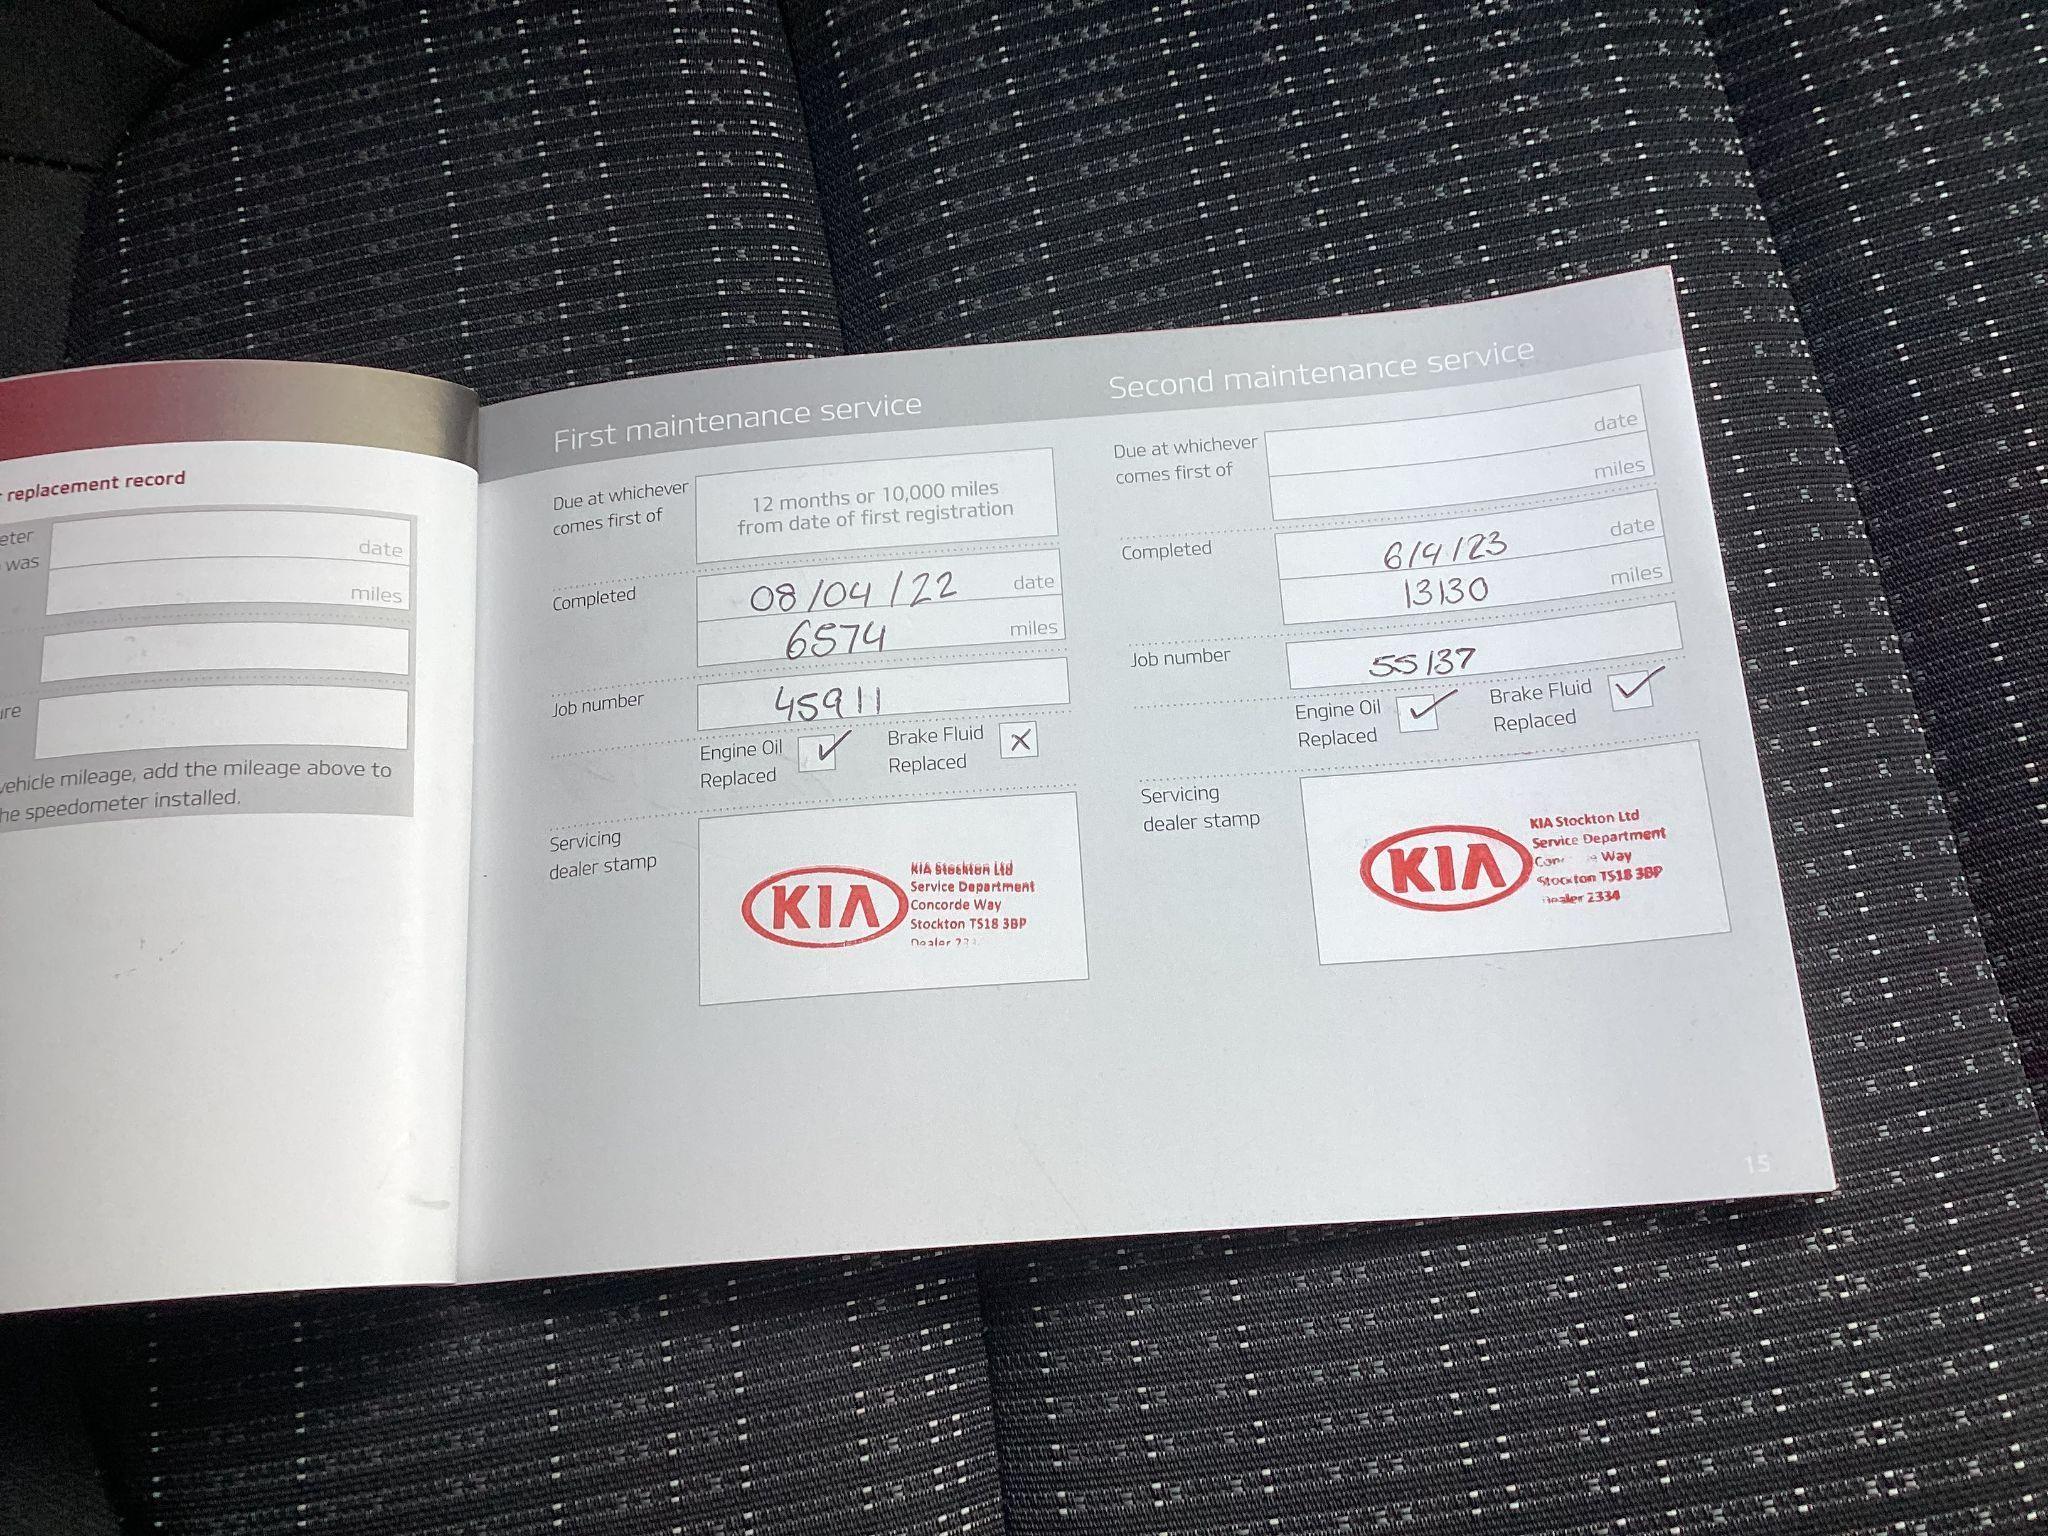 replacement record
eter
was
date
miles
ure
vehicle mileage, add the mileage above to
he speedometer installed.
First maintenance service
Due at whichever
comes first of
12 months or 10,000 miles
from date of first registration
Completed
08/04/22 date
6574 miles
Job number
45911
Engine Oil
Replaced
Brake Fluid
Replaced
Servicing
dealer stamp
KIA
KIA Stockton Ltd
Service Department
Concorde Way
Stockton TS18 3BP
Dealer
Second maintenance service
Due at whichever
comes first of
date
miles
Completed
6/4/23 date
13130 miles
Job number
55137
Engine Oil
Replaced
Brake Fluid
Replaced
Servicing
dealer stamp
KIA
KIA Stockton Ltd
Service Department
Way
Stockton TS18 3BP
Dealer 2334
15